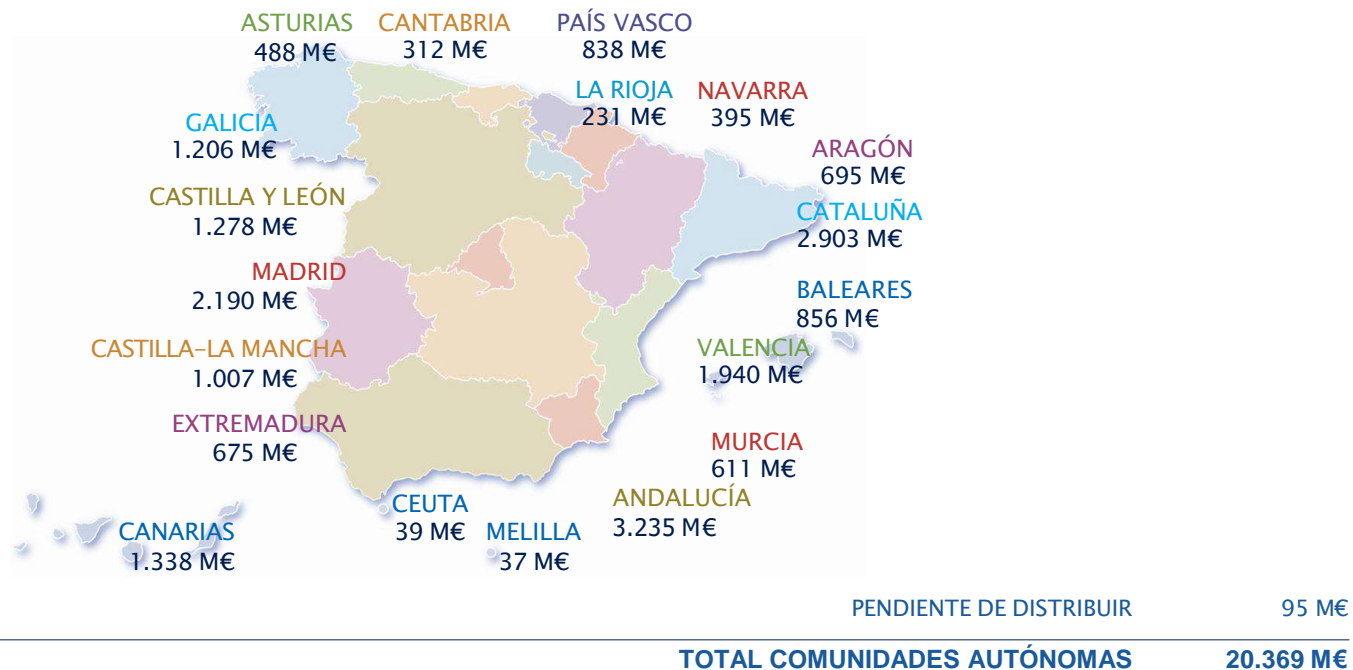 ASTURIAS
488 M€
CANTABRIA
312 M€
PAÍS VASCO
838 M€
LA RIOJA
231 M€
NAVARRA
395 M€
GALICIA
1.206 M€
ARAGÓN
695 M€
CASTILLA Y LEÓN
1.278 M€
CATALUÑA
2.903 M€
MADRID
2.190 M€
BALEARES
856 M€
CASTILLA-LA MANCHA
1.007 M€
VALENCIA
1.940 M€
EXTREMADURA
675 M€
MURCIA
611 M€
ANDALUCÍA
3.235 M€
CEUTA
39 M€
MELILLA
37 M€
CANARIAS
1.338 M€
PENDIENTE DE DISTRIBUIR 95 M€
TOTAL COMUNIDADES AUTÓNOMAS 20.369 M€